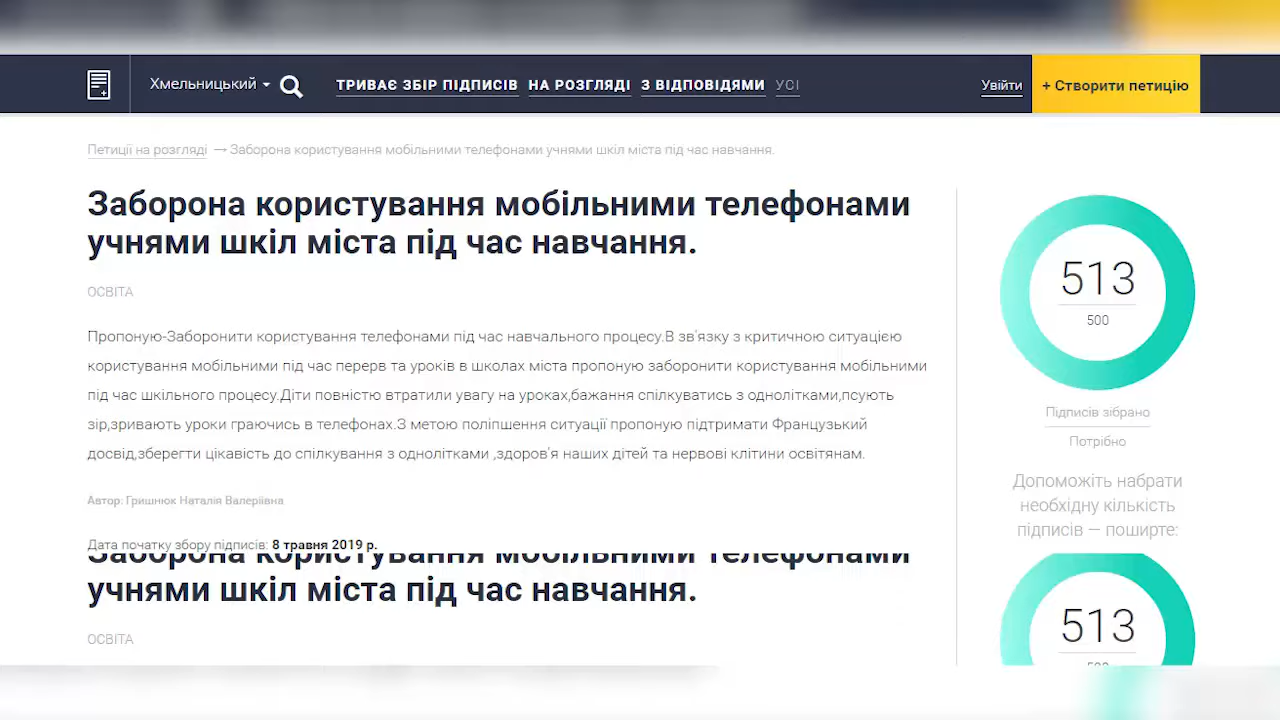 Хмельницький
ТРИВАЄ ЗБІР ПІДПИСІВ НА РОЗГЛЯДІ З ВІДПОВІДЯМИ УСІ
Увійти
+ Створити петицію
Петиції на розгляді → Заборона користування мобільними телефонами учнями шкіл міста під час навчання.
Заборона користування мобільними телефонами
учнями шкіл міста під час навчання.
ОСВІТА
Пропоную-Заборонити користування телефонами під час навчального процесу.В зв'язку з критичною ситуацією
користування мобільними під час перерв та уроків в школах міста пропоную заборонити користування мобільними
під час шкільного процесу.Діти повністю втратили увагу на уроках,бажання спілкуватись з однолітками,псують
зір,зривають уроки граючись в телефонах.З метою поліпшення ситуації пропоную підтримати Французький
досвід,зберегти цікавість до спілкування з однолітками ,здоров'я наших дітей та нервові клітини освітянам.
Автор: Гришнюк Наталія Валеріївна
Дата початку збору підписів: 8 травня 2019 р.
513
500
Підписів зібрано
Потрібно
Допоможіть набрати
необхідну кількість
підписів — поширте:
Заборона користування мобільними телефонами
учнями шкіл міста під час навчання.
ОСВІТА
513
500